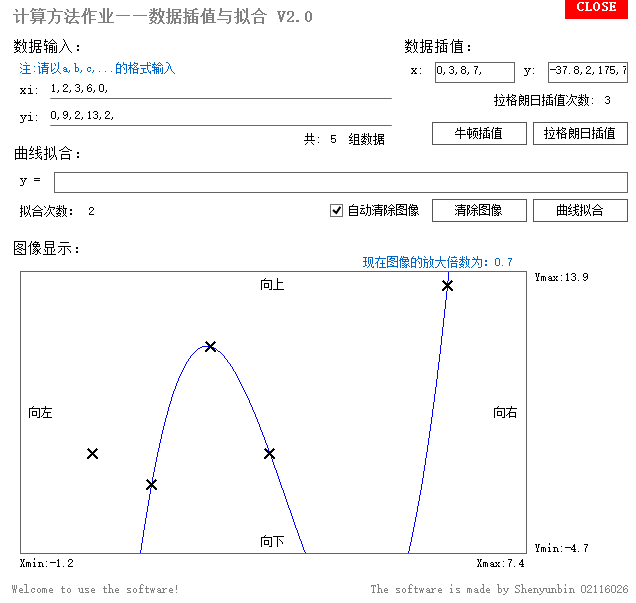 计算方法作业——数据插值与拟合 V2.0
CLOSE
数据输入:
注:请以a,b,c,...的格式输入
xi: 1,2,3,6,0,
yi: 0,9,2,13,2,
共: 5 组数据
数据插值:
x: 0,3,8,7, y: -37.8,2,175,7
拉格朗日插值次数: 3
牛顿插值 拉格朗日插值
曲线拟合:
y =
拟合次数: 2
自动清除图像 清除图像 曲线拟合
图像显示:
现在图像的放大倍数为: 0.7
向上
Ymax:13.9
向左
向右
向下
Ymin:-4.7
Xmin:-1.2
Xmax:7.4
Welcome to use the software!
The software is made by Shenyunbin 02116026